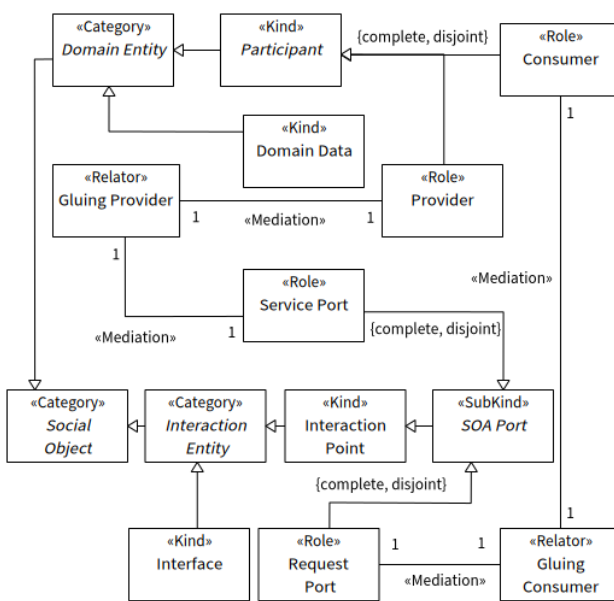 «Category»
Domain Entity
«Kind»
Participant
{complete, disjoint}
«Role»
Consumer
1
«Kind»
Domain Data
«Relator»
Gluing Provider
1
«Mediation»
1
«Role»
Provider
1
«Mediation»
«Role»
Service Port
«Mediation»
1
{complete, disjoint}
«Category»
Social
Object
«Category»
Interaction
Entity
«Kind»
Interaction
Point
«SubKind»
SOA Port
{complete, disjoint}
1
«Kind»
Interface
«Role»
Request
Port
1
«Mediation»
1
«Relator»
Gluing
Consumer